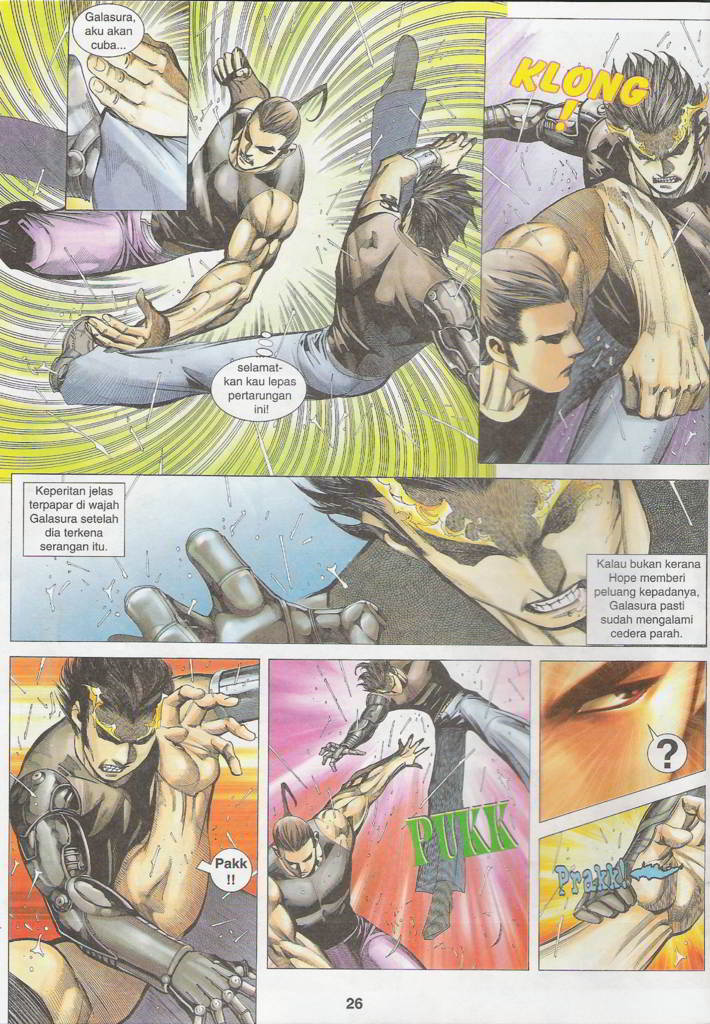 Galasura,
aku akan
cuba...
KLONG
!
selamat-
kan kau lepas
pertarungan
ini!
Keperitan jelas
terpapar di wajah
Galasura setelah
dia terkena
serangan itu.
Kalau bukan kerana
Hope memberi
peluang kepadanya,
Galasura pasti
sudah mengalami
cedera parah.
Pakk
!!
PUKK
?
Prakk!
26